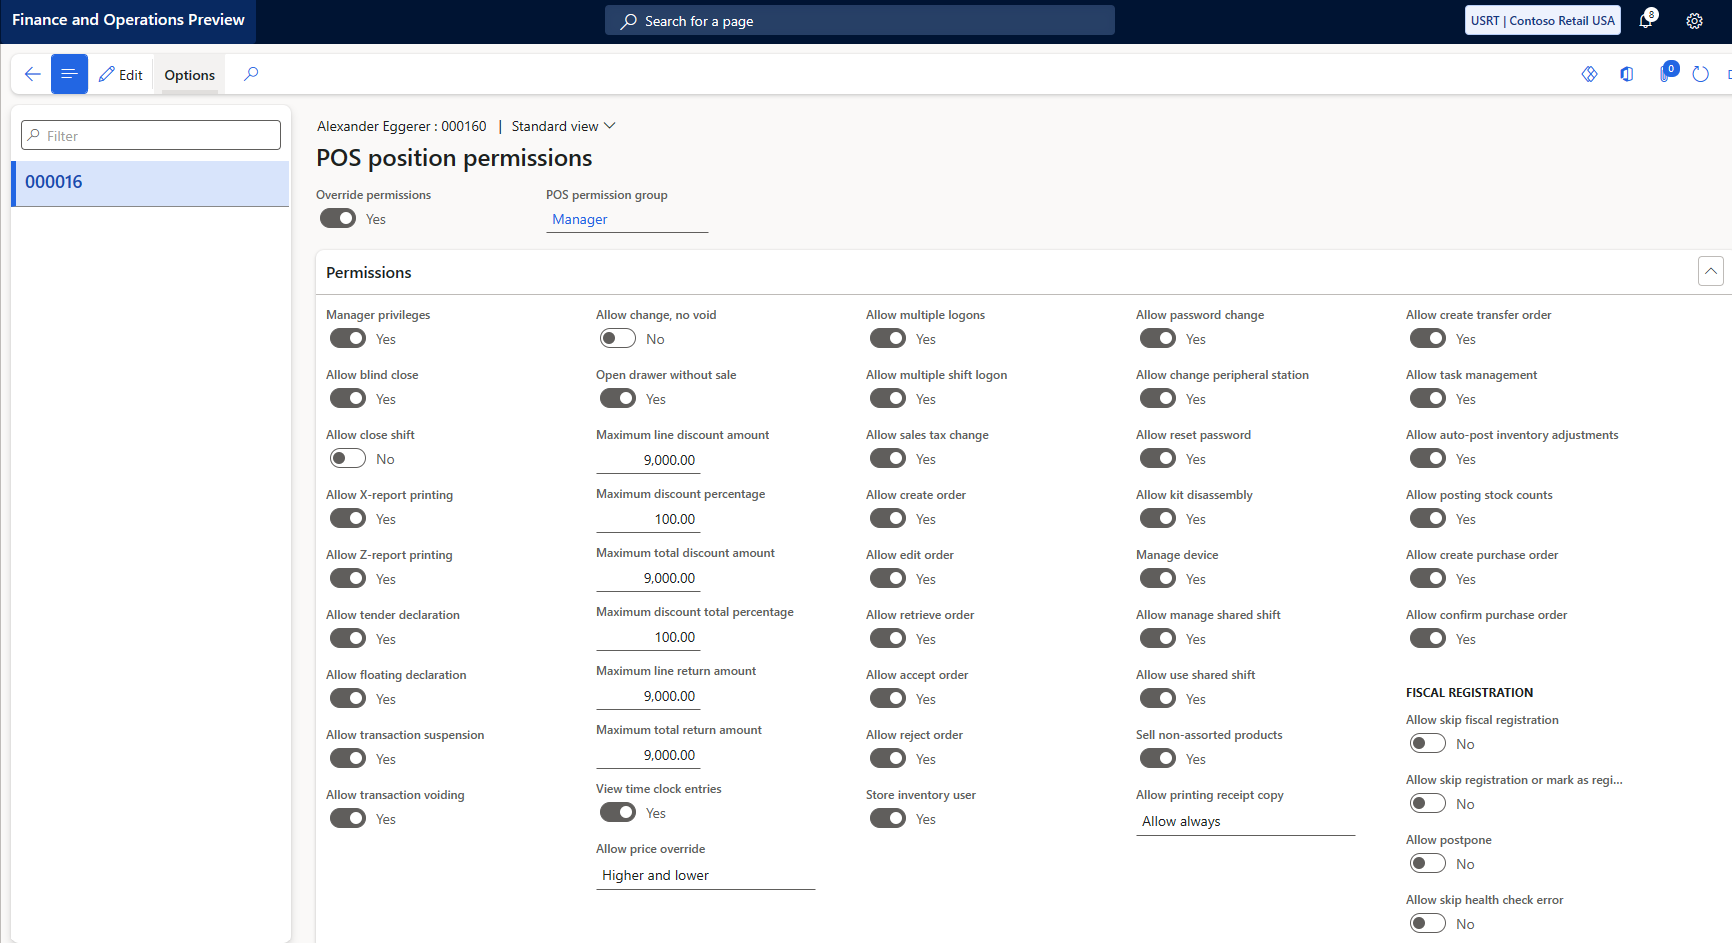 Finance and Operations Preview
Search for a page
USRT | Contoso Retail USA
8
Edit
Options
0
Filter
000016
Alexander Eggerer : 000160 | Standard view
POS position permissions
Override permissions
Yes
POS permission group
Manager
Permissions
Manager privileges
Yes
Allow blind close
Yes
Allow close shift
No
Allow X-report printing
Yes
Allow Z-report printing
Yes
Allow tender declaration
Yes
Allow floating declaration
Yes
Allow transaction suspension
Yes
Allow transaction voiding
Yes
Allow change, no void
No
Open drawer without sale
Yes
Maximum line discount amount
9,000.00
Maximum discount percentage
100.00
Maximum total discount amount
9,000.00
Maximum discount total percentage
100.00
Maximum line return amount
9,000.00
Maximum total return amount
9,000.00
View time clock entries
Yes
Allow price override
Higher and lower
Allow multiple logons
Yes
Allow multiple shift logon
Yes
Allow sales tax change
Yes
Allow create order
Yes
Allow edit order
Yes
Allow retrieve order
Yes
Allow accept order
Yes
Allow reject order
Yes
Store inventory user
Yes
Allow password change
Yes
Allow change peripheral station
Yes
Allow reset password
Yes
Allow kit disassembly
Yes
Manage device
Yes
Allow manage shared shift
Yes
Allow use shared shift
Yes
Sell non-assorted products
Yes
Allow printing receipt copy
Allow always
Allow create transfer order
Yes
Allow task management
Yes
Allow auto-post inventory adjustments
Yes
Allow posting stock counts
Yes
Allow create purchase order
Yes
Allow confirm purchase order
Yes
FISCAL REGISTRATION
Allow skip fiscal registration
No
Allow skip registration or mark as regi...
No
Allow postpone
No
Allow skip health check error
No